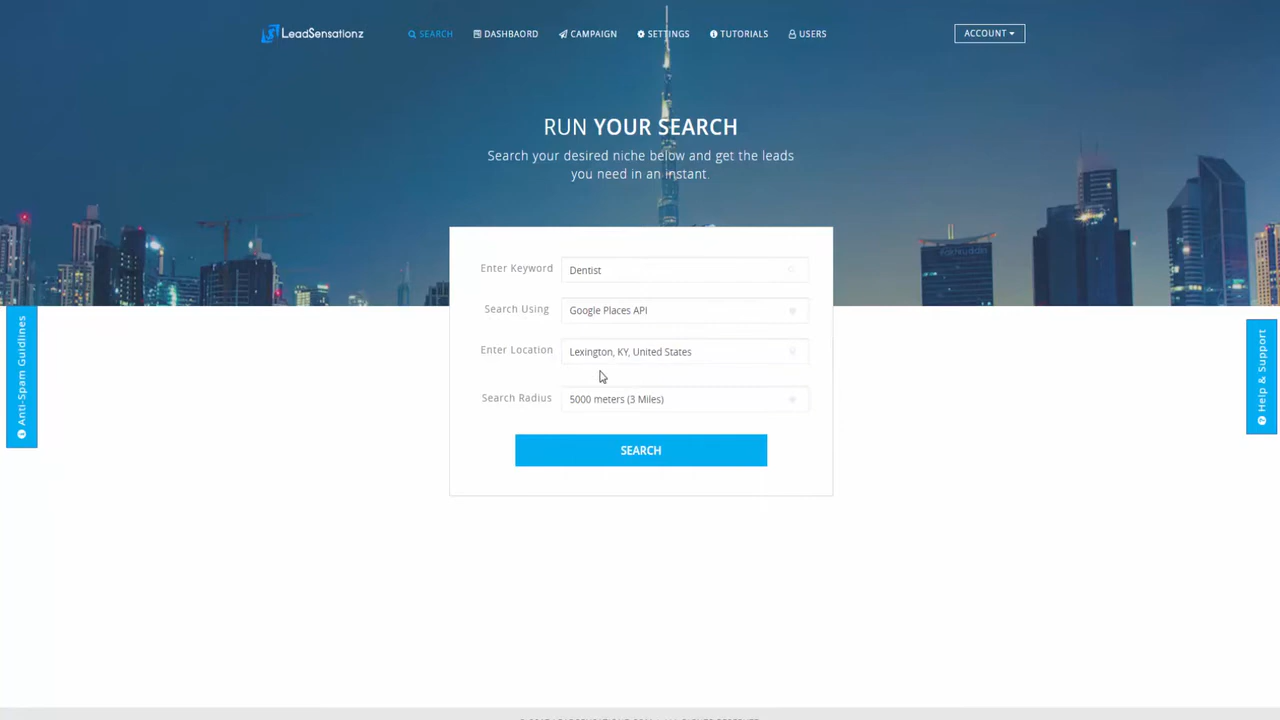 LeadSensationz
SEARCH
DASHBAORD
CAMPAIGN
SETTINGS
TUTORIALS
USERS
ACCOUNT
RUN YOUR SEARCH
Search your desired niche below and get the leads
you need in an instant.
Enter Keyword
Dentist
Search Using
Google Places API
Enter Location
Lexington, KY, United States
Search Radius
5000 meters (3 Miles)
SEARCH
Anti-Spam Guidlines
Help & Support